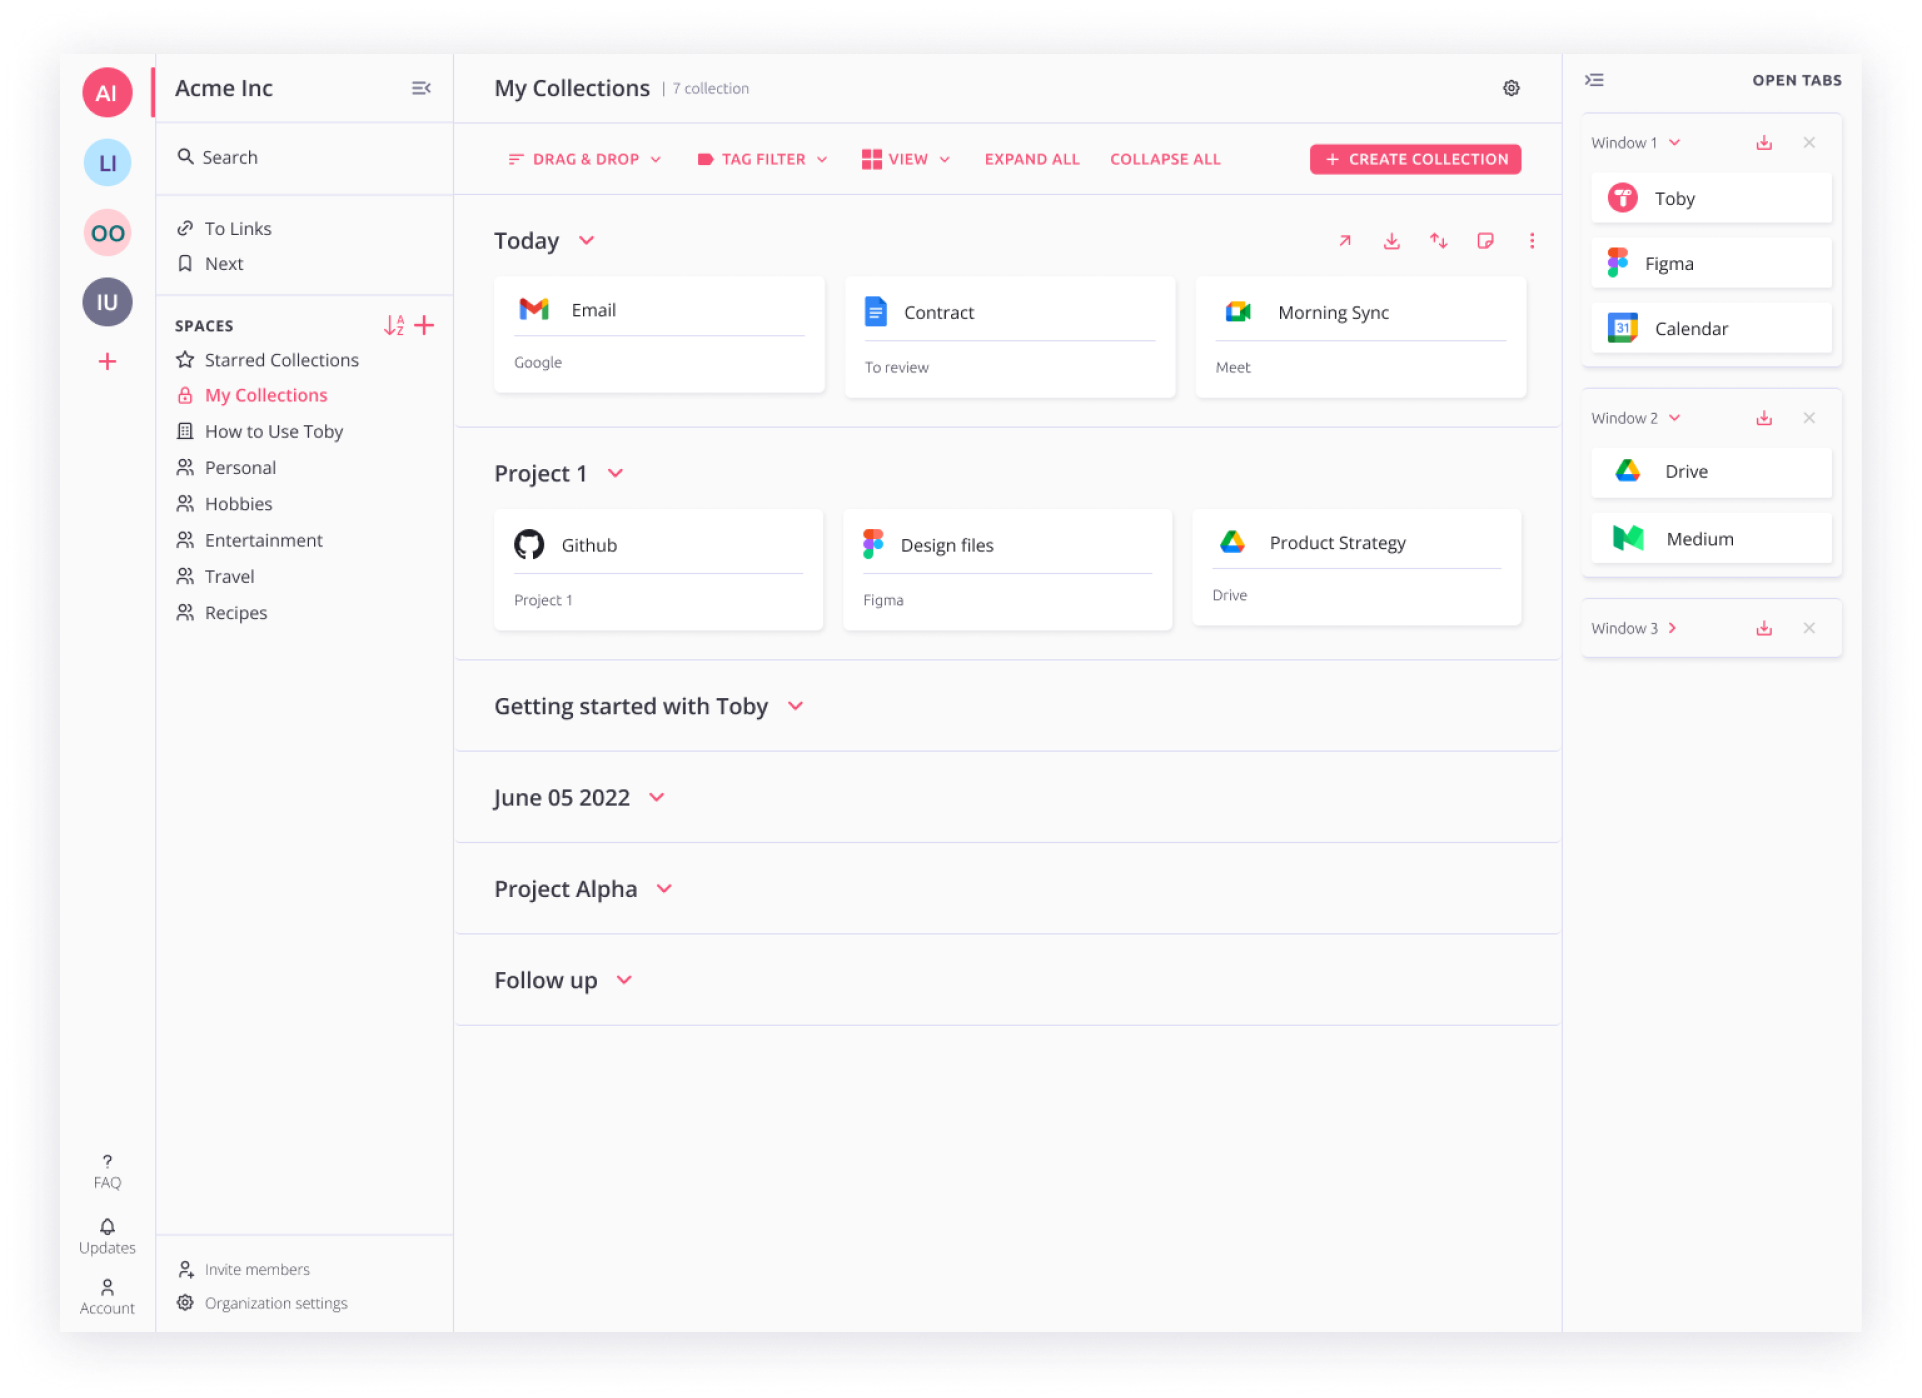 AI
LI
OO
IU
FAQ
Updates
Account
Acme Inc
Search
To Links
Next
SPACES
Starred Collections
My Collections
How to Use Toby
Personal
Hobbies
Entertainment
Travel
Recipes
Invite members
Organization settings
My Collections | 7 collection
DRAG & DROP TAG FILTER VIEW EXPAND ALL COLLAPSE ALL + CREATE COLLECTION
Today
Email
Google
Contract
To review
Morning Sync
Meet
Project 1
Github
Project 1
Design files
Figma
Product Strategy
Drive
Getting started with Toby
June 05 2022
Project Alpha
Follow up
OPEN TABS
Window 1
Toby
Figma
31
Calendar
Window 2
Drive
Medium
Window 3